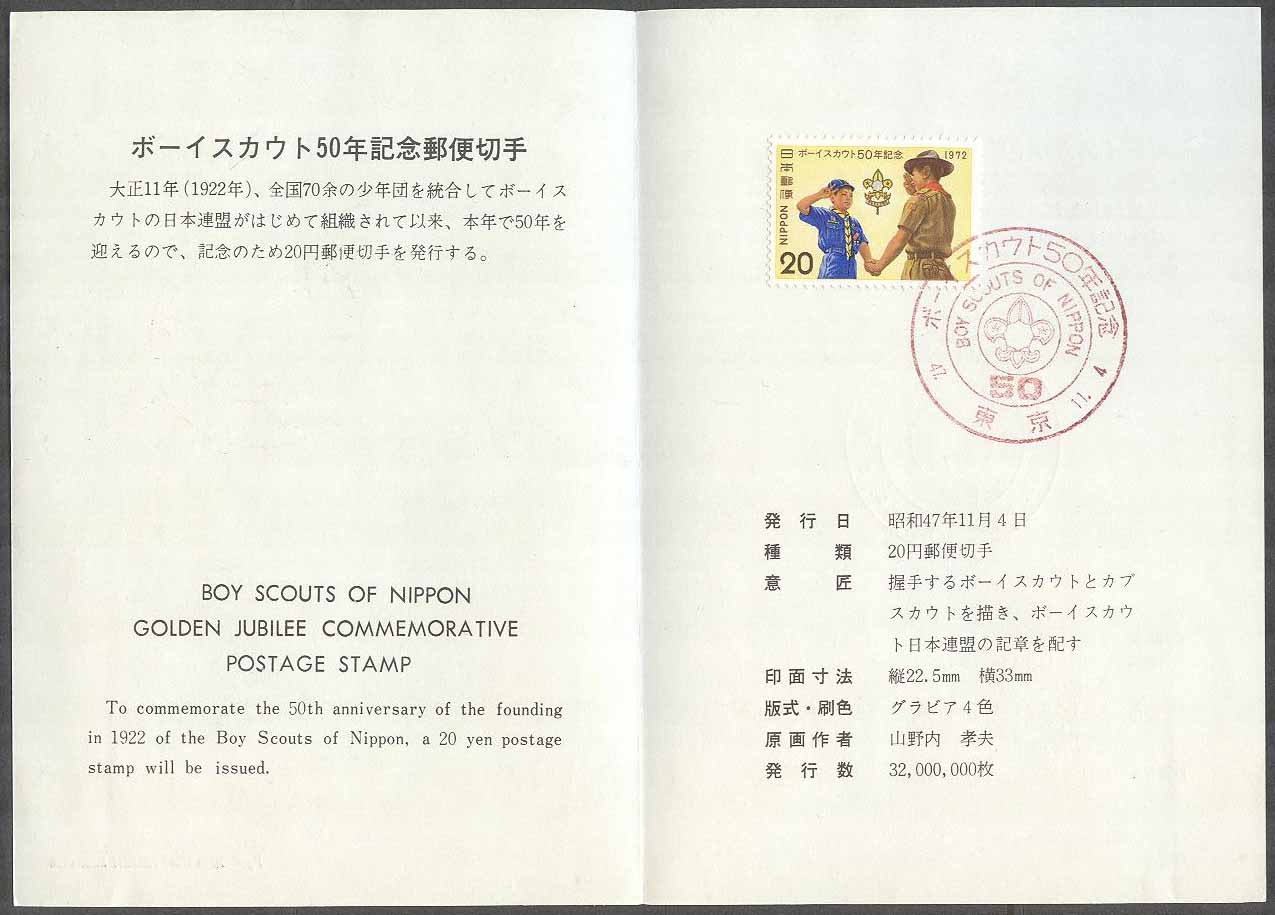 ボーイスカウト50年記念郵便切手
大正11年(1922年)、全国70余の少年団を統合してボーイス
カウトの日本連盟がはじめて組織されて以来、本年で50年を
迎えるので、記念のため20円郵便切手を発行する。
BOY SCOUTS OF NIPPON
GOLDEN JUBILEE COMMEMORATIVE
POSTAGE STAMP
To commemorate the 50th anniversary of the founding
in 1922 of the Boy Scouts of Nippon, a 20 yen postage
stamp will be issued.
ボーイスカウト50年記念 1972
日本郵便
NIPPON
20
ボーイスカウト50年記念
BOY SCOUTS OF NIPPON
50
47. 11. 4
東京
発行日 昭和47年11月4日
種類 20円郵便切手
意匠 握手するボーイスカウトとカブ
スカウトを描き、ボーイスカウ
ト日本連盟の記章を配す
印面寸法 縦22.5mm 横33mm
版式・刷色 グラビア4色
原画作者 山野内 孝夫
発行数 32,000,000枚